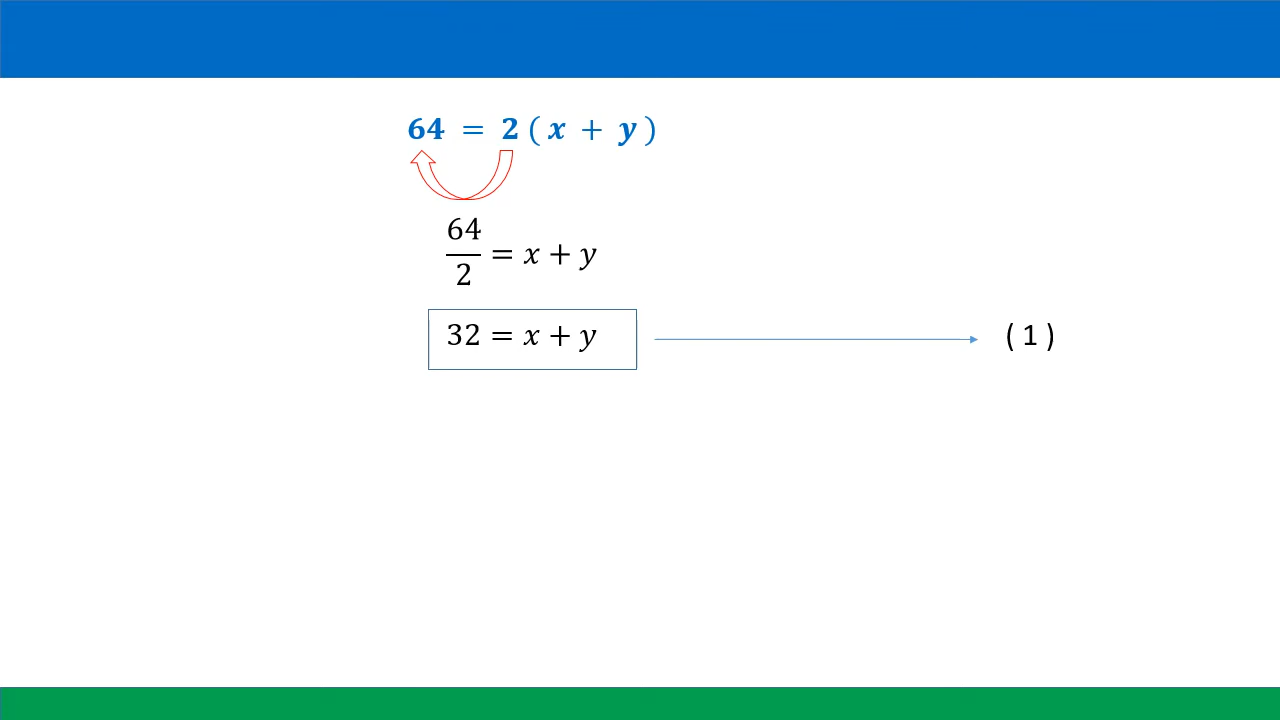 64 = 2 ( x + y )
64/2 = x + y
32 = x + y ( 1 )